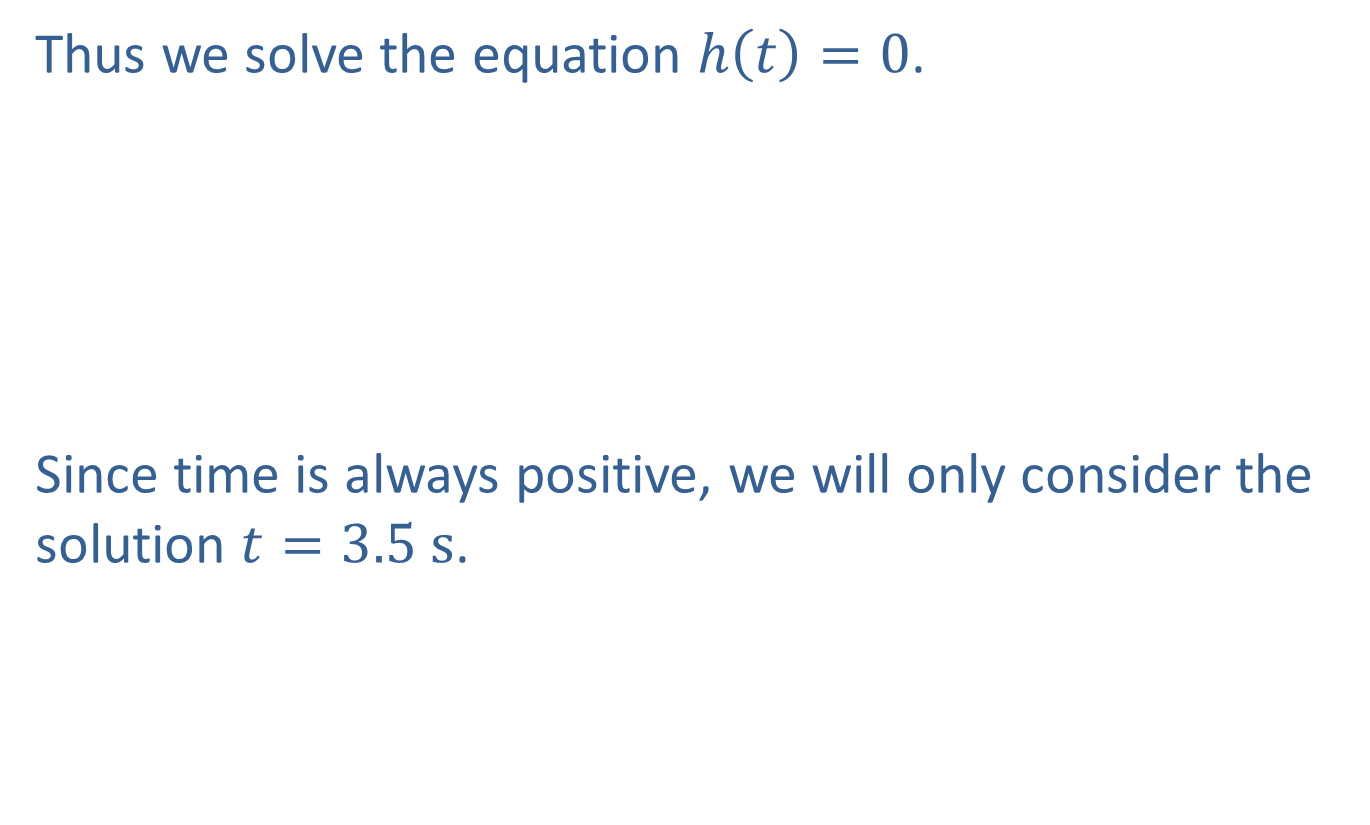 Thus we solve the equation h(t) = 0.
Since time is always positive, we will only consider the
solution t = 3.5 s.